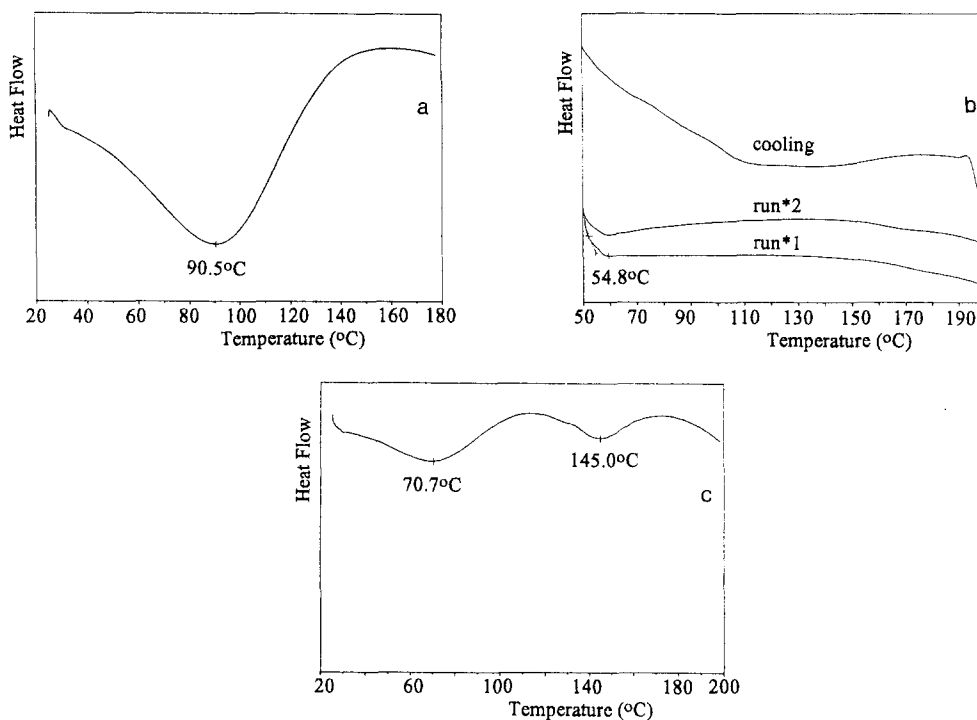 Heat Flow
a
90.5ºC
20 40 60 80 100 120 140 160 180
Temperature (ºC)
Heat Flow
b
cooling
run*2
run*1
54.8ºC
50 70 90 110 130 150 170 190
Temperature (ºC)
Heat Flow
c
70.7ºC
145.0ºC
20 60 100 140 160 200
Temperature (ºC)